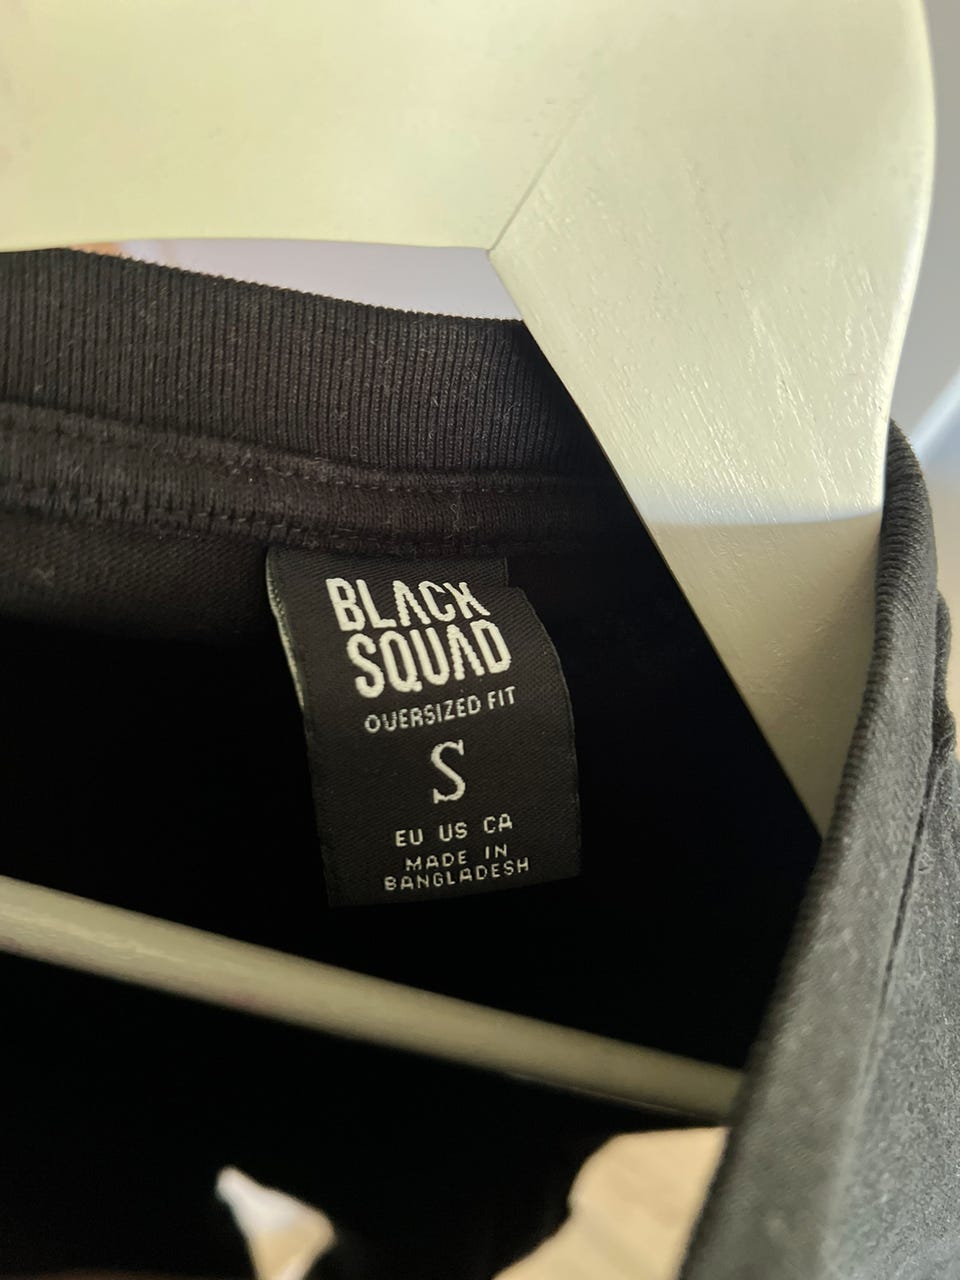 BLACK
SQUAD
OVERSIZED FIT
S
EU US CA
MADE IN
BANGLADESH